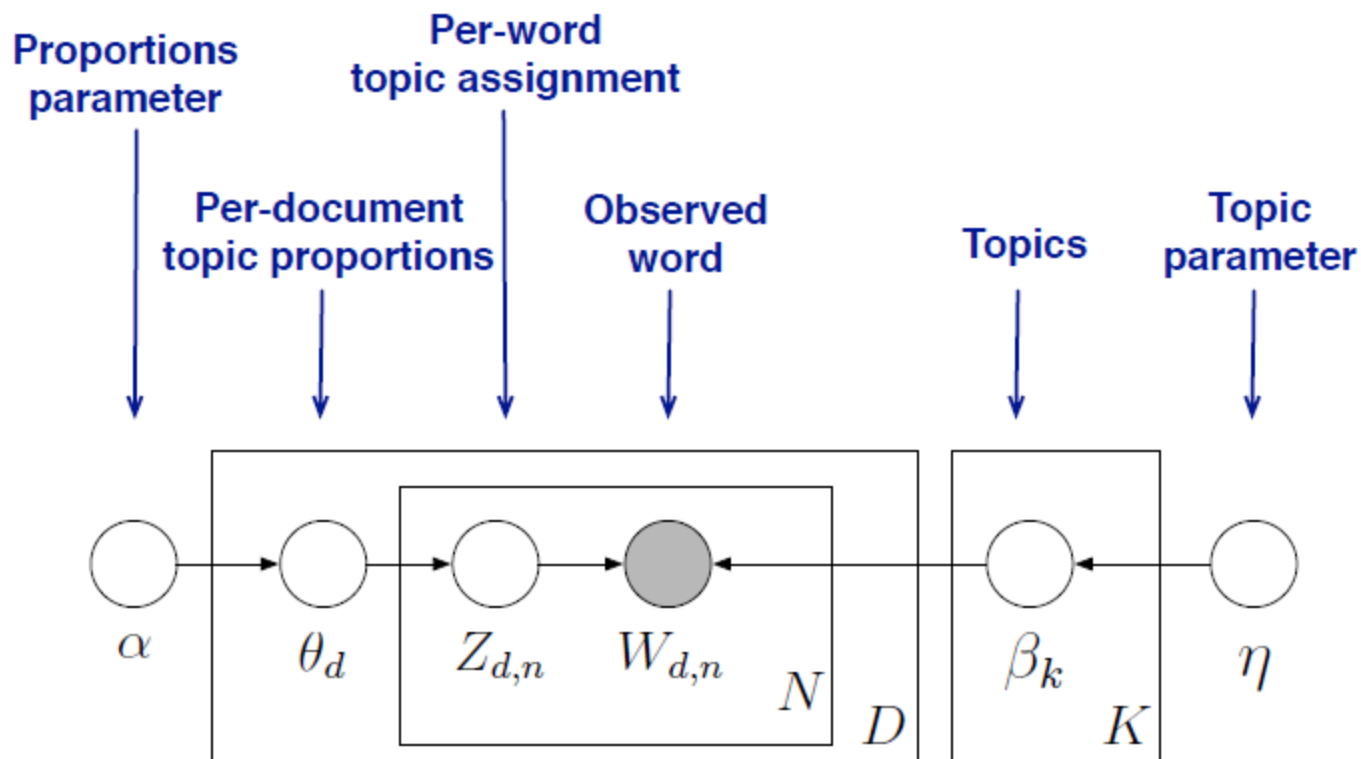 Proportions
parameter
Per-word
topic assignment
Per-document
topic proportions
Observed
word
Topics
Topic
parameter
α
θ_d
Z_{d,n}
W_{d,n}
N
D
β_k
K
η